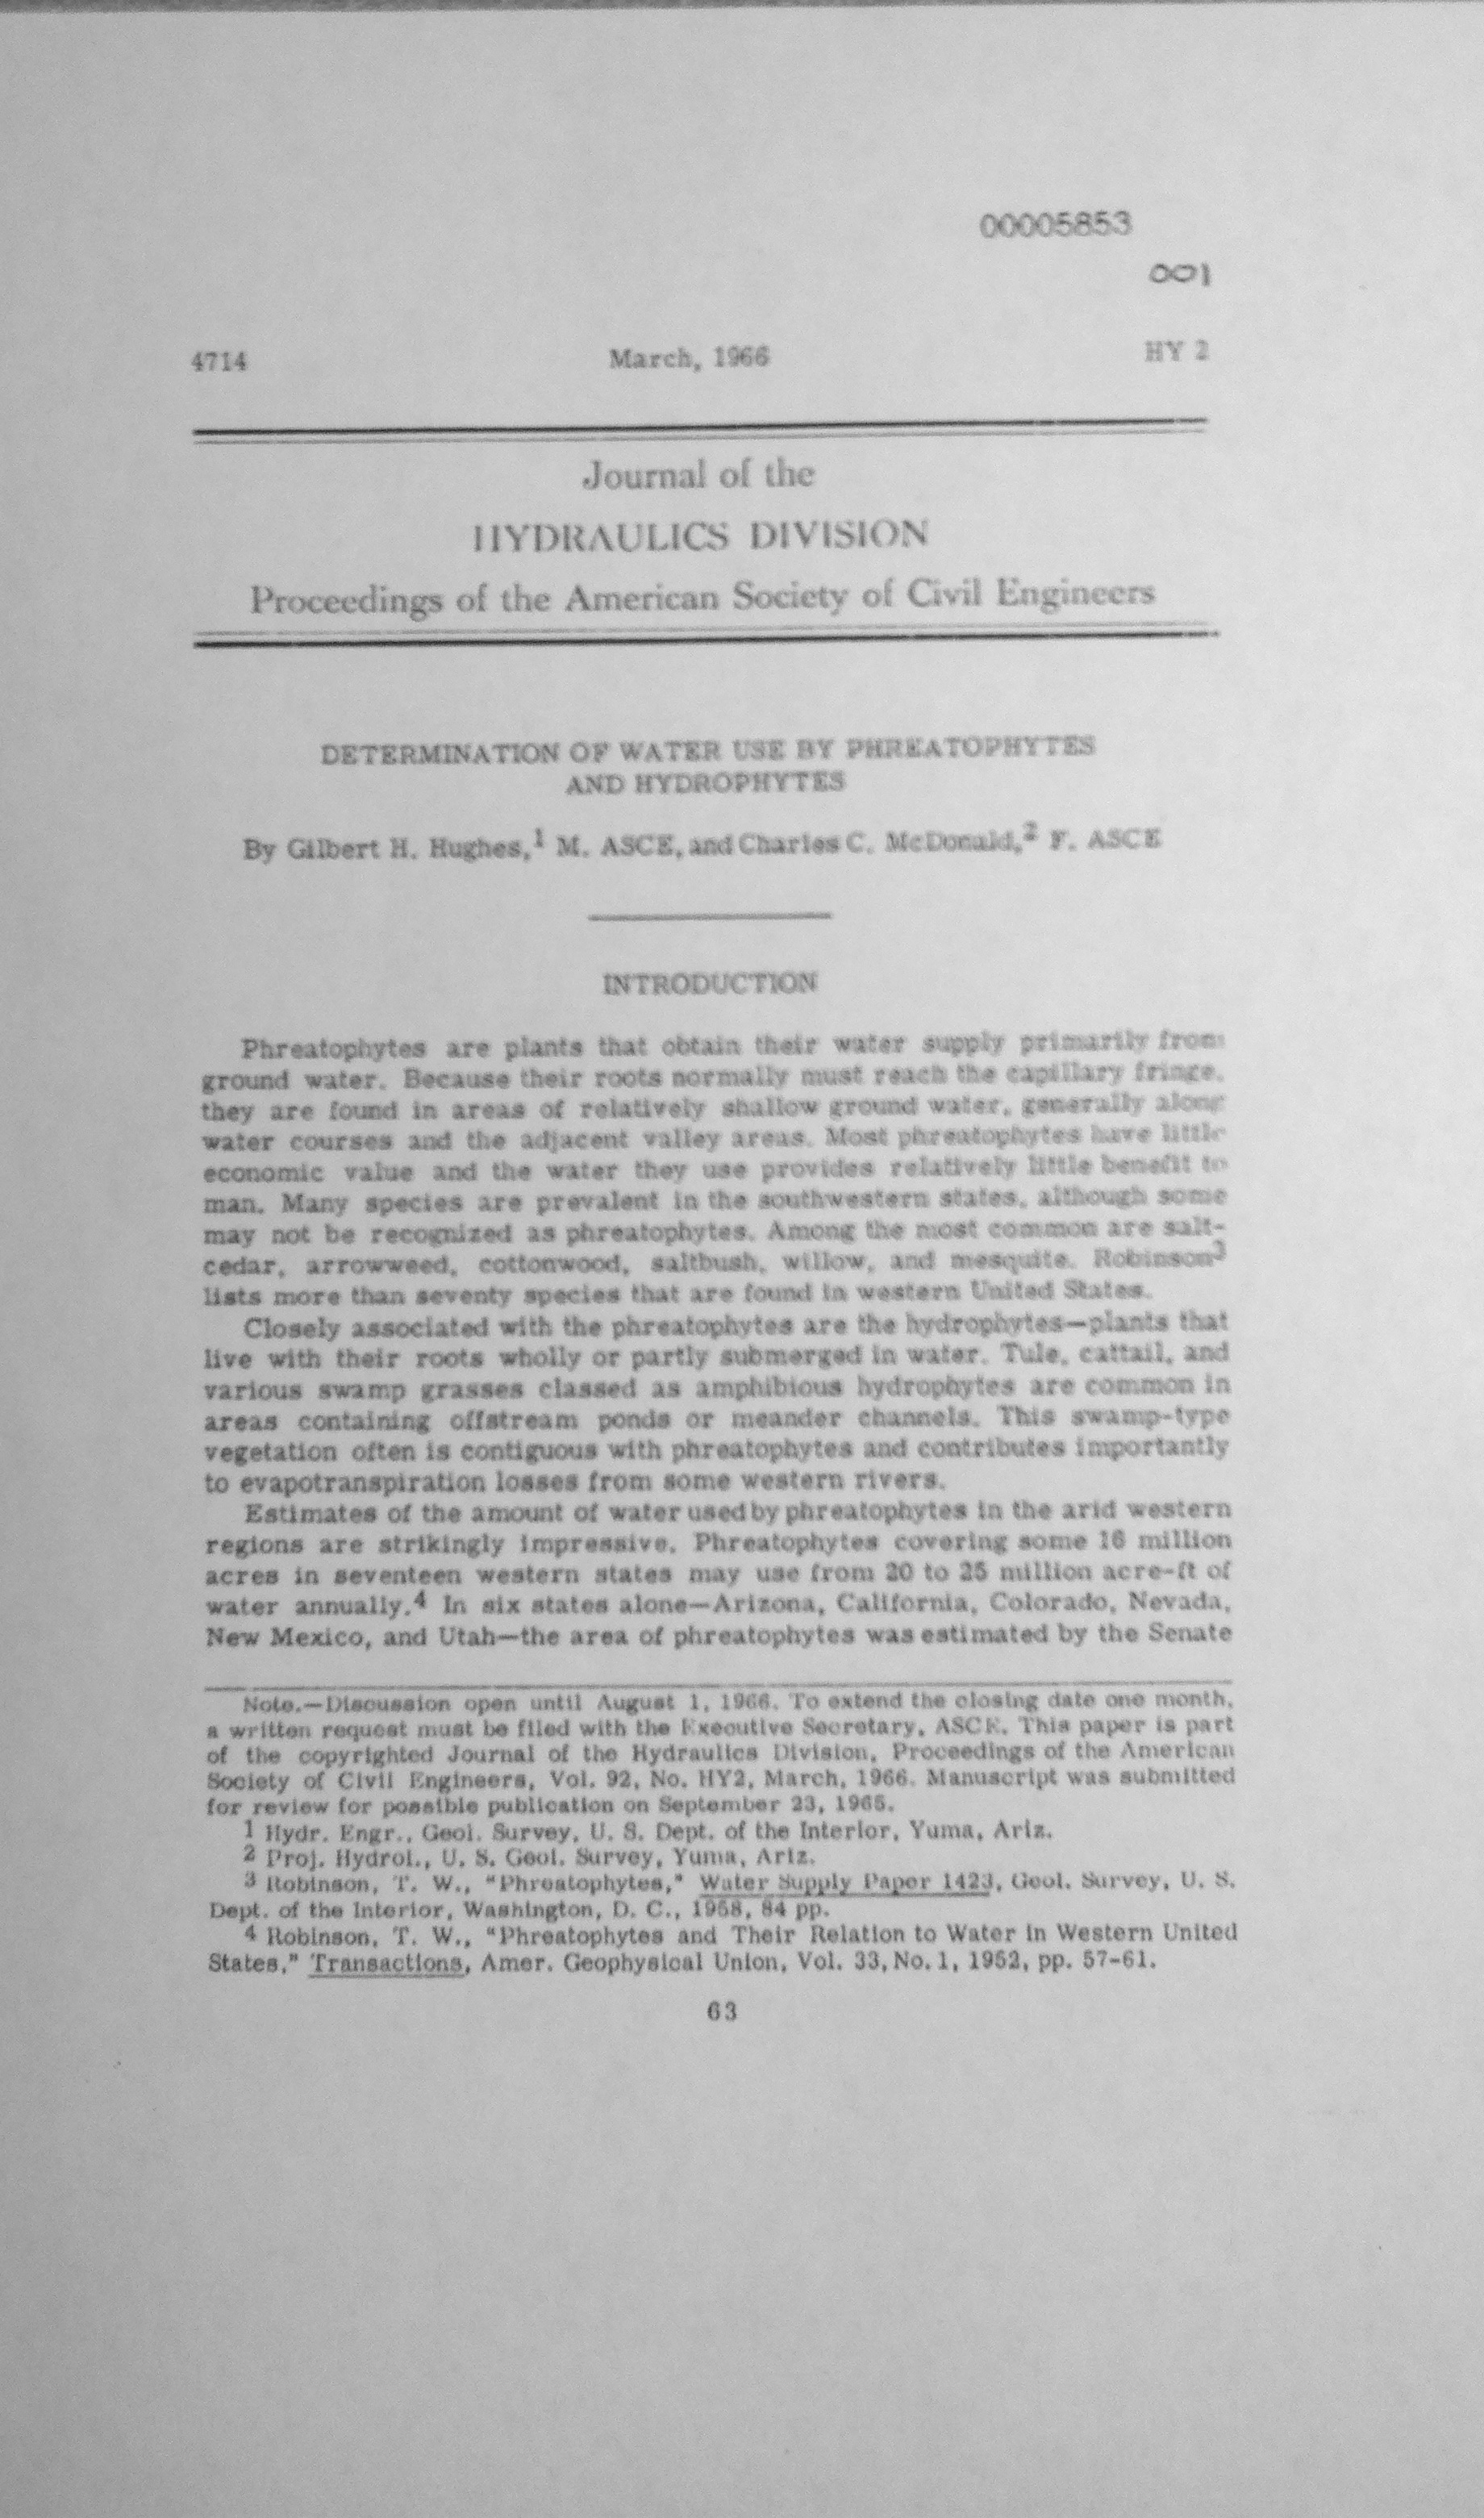 00005853
001
4714 March, 1966 HY 2
Journal of the
HYDRAULICS DIVISION
Proceedings of the American Society of Civil Engineers
DETERMINATION OF WATER USE BY PHREATOPHYTES
AND HYDROPHYTES
By Gilbert H. Hughes,1 M. ASCE, and Charles C. McDonald,2 F. ASCE
INTRODUCTION
Phreatophytes are plants that obtain their water supply primarily from
ground water. Because their roots normally must reach the capillary fringe,
they are found in areas of relatively shallow ground water, generally along
water courses and the adjacent valley areas. Most phreatophytes have little
economic value and the water they use provides relatively little benefit to
man. Many species are prevalent in the southwestern states, although some
may not be recognized as phreatophytes. Among the most common are salt-
cedar, arrowweed, cottonwood, saltbush, willow, and mesquite. Robinson3
lists more than seventy species that are found in western United States.
Closely associated with the phreatophytes are the hydrophytes—plants that
live with their roots wholly or partly submerged in water. Tule, cattail, and
various swamp grasses classed as amphibious hydrophytes are common in
areas containing offstream ponds or meander channels. This swamp-type
vegetation often is contiguous with phreatophytes and contributes importantly
to evapotranspiration losses from some western rivers.
Estimates of the amount of water used by phreatophytes in the arid western
regions are strikingly impressive. Phreatophytes covering some 16 million
acres in seventeen western states may use from 20 to 25 million acre-ft of
water annually.4 In six states alone—Arizona, California, Colorado, Nevada,
New Mexico, and Utah—the area of phreatophytes was estimated by the Senate
Note.—Discussion open until August 1, 1966. To extend the closing date one month,
a written request must be filed with the Executive Secretary, ASCE. This paper is part
of the copyrighted Journal of the Hydraulics Division, Proceedings of the American
Society of Civil Engineers, Vol. 92, No. HY2, March, 1966. Manuscript was submitted
for review for possible publication on September 23, 1965.
1 Hydr. Engr., Geol. Survey, U. S. Dept. of the Interior, Yuma, Ariz.
2 Proj. Hydrol., U. S. Geol. Survey, Yuma, Ariz.
3 Robinson, T. W., "Phreatophytes," Water Supply Paper 1423, Geol. Survey, U. S.
Dept. of the Interior, Washington, D. C., 1958, 84 pp.
4 Robinson, T. W., "Phreatophytes and Their Relation to Water in Western United
States," Transactions, Amer. Geophysical Union, Vol. 33, No. 1, 1952, pp. 57-61.
63